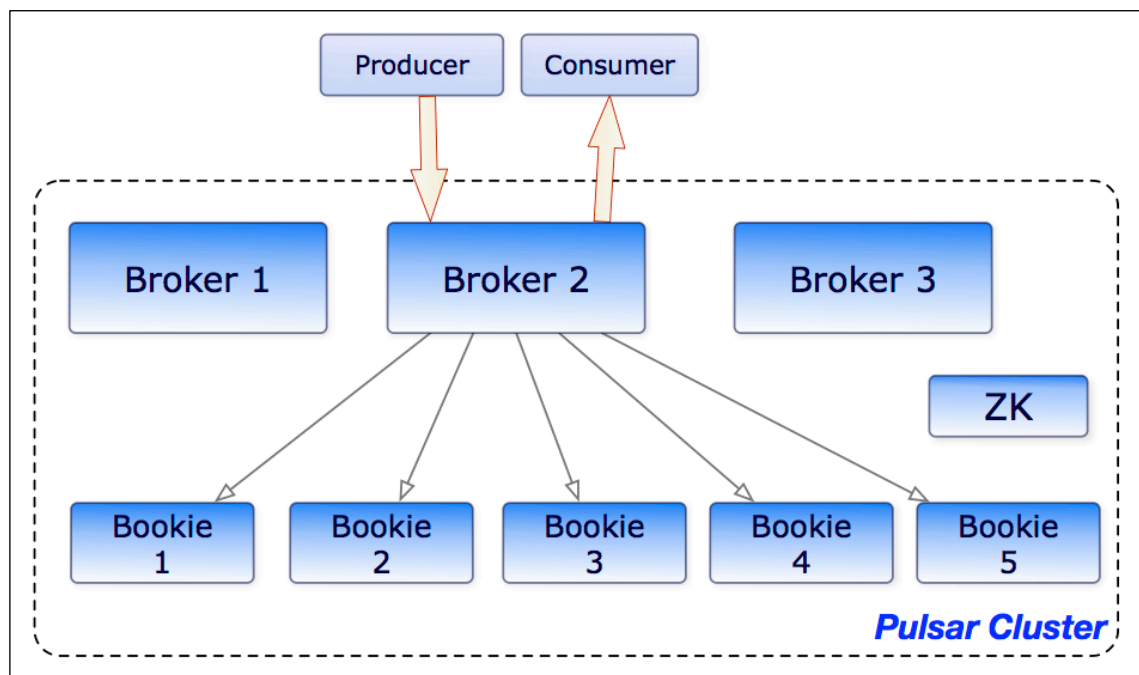 Producer
Consumer
Broker 1
Broker 2
Broker 3
ZK
Bookie
1
Bookie
2
Bookie
3
Bookie
4
Bookie
5
Pulsar Cluster